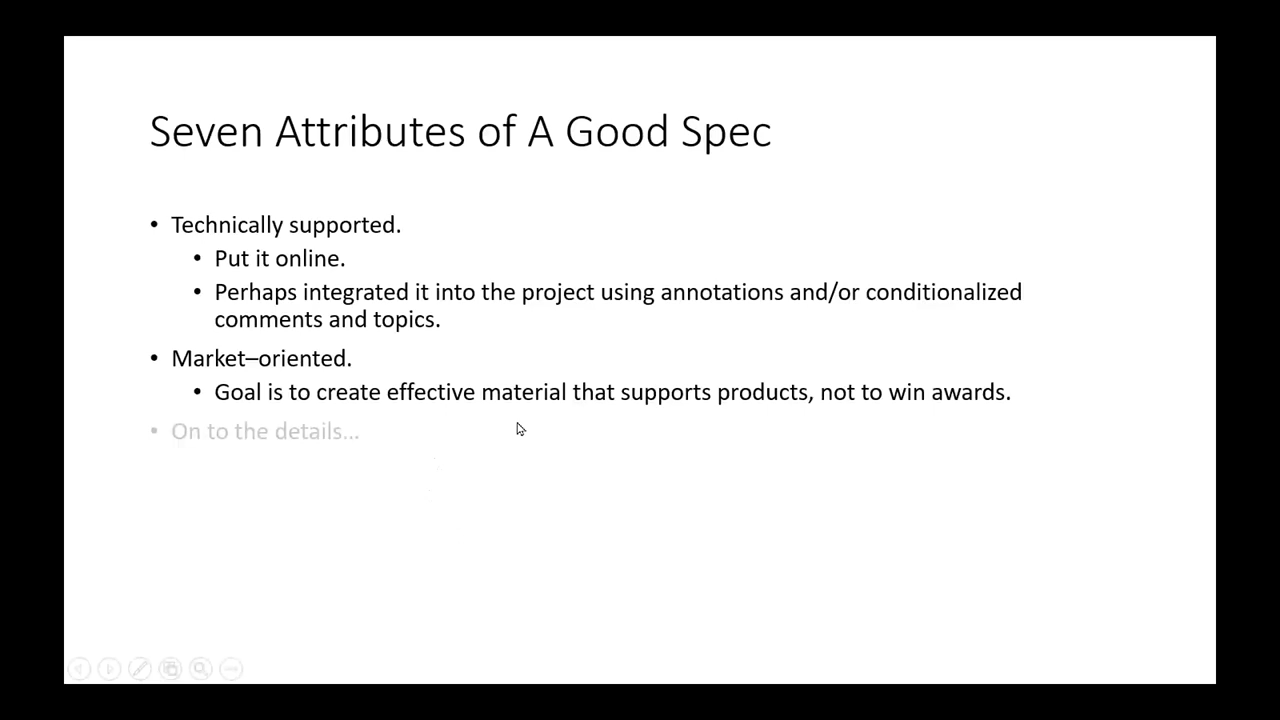 Seven Attributes of A Good Spec
• Technically supported.
• Put it online.
• Perhaps integrated it into the project using annotations and/or conditionalized
comments and topics.
• Market–oriented.
• Goal is to create effective material that supports products, not to win awards.
• On to the details...